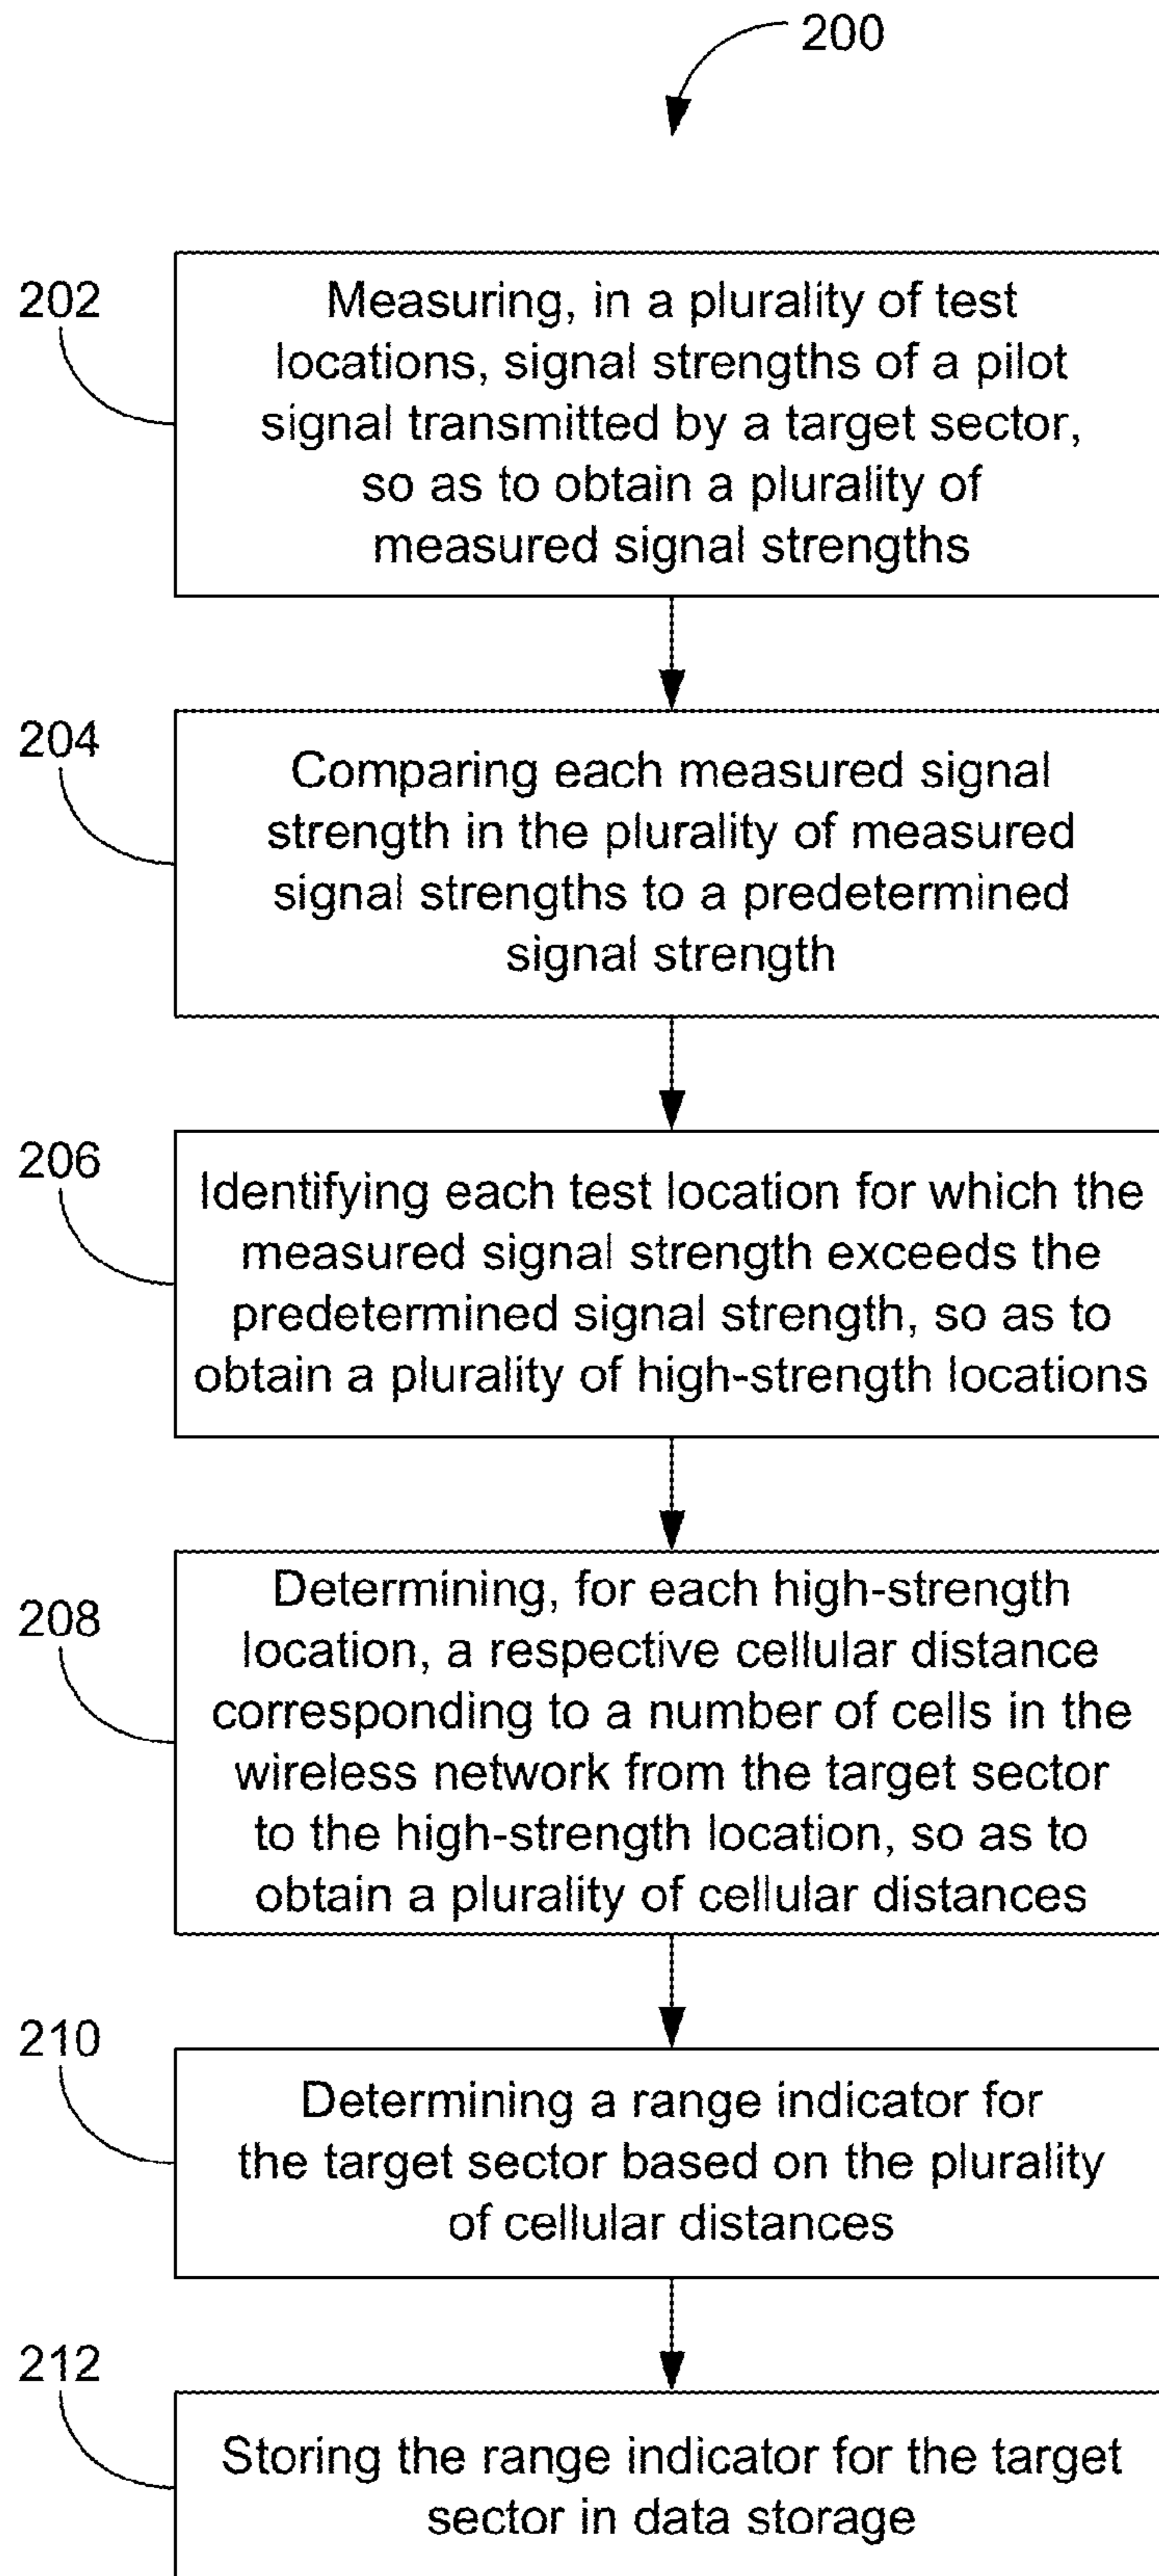 200
202
Measuring, in a plurality of test
locations, signal strengths of a pilot
signal transmitted by a target sector,
so as to obtain a plurality of
measured signal strengths
204
Comparing each measured signal
strength in the plurality of measured
signal strengths to a predetermined
signal strength
206
Identifying each test location for which the
measured signal strength exceeds the
predetermined signal strength, so as to
obtain a plurality of high-strength locations
208
Determining, for each high-strength
location, a respective cellular distance
corresponding to a number of cells in the
wireless network from the target sector
to the high-strength location, so as to
obtain a plurality of cellular distances
210
Determining a range indicator for
the target sector based on the plurality
of cellular distances
212
Storing the range indicator for the target
sector in data storage